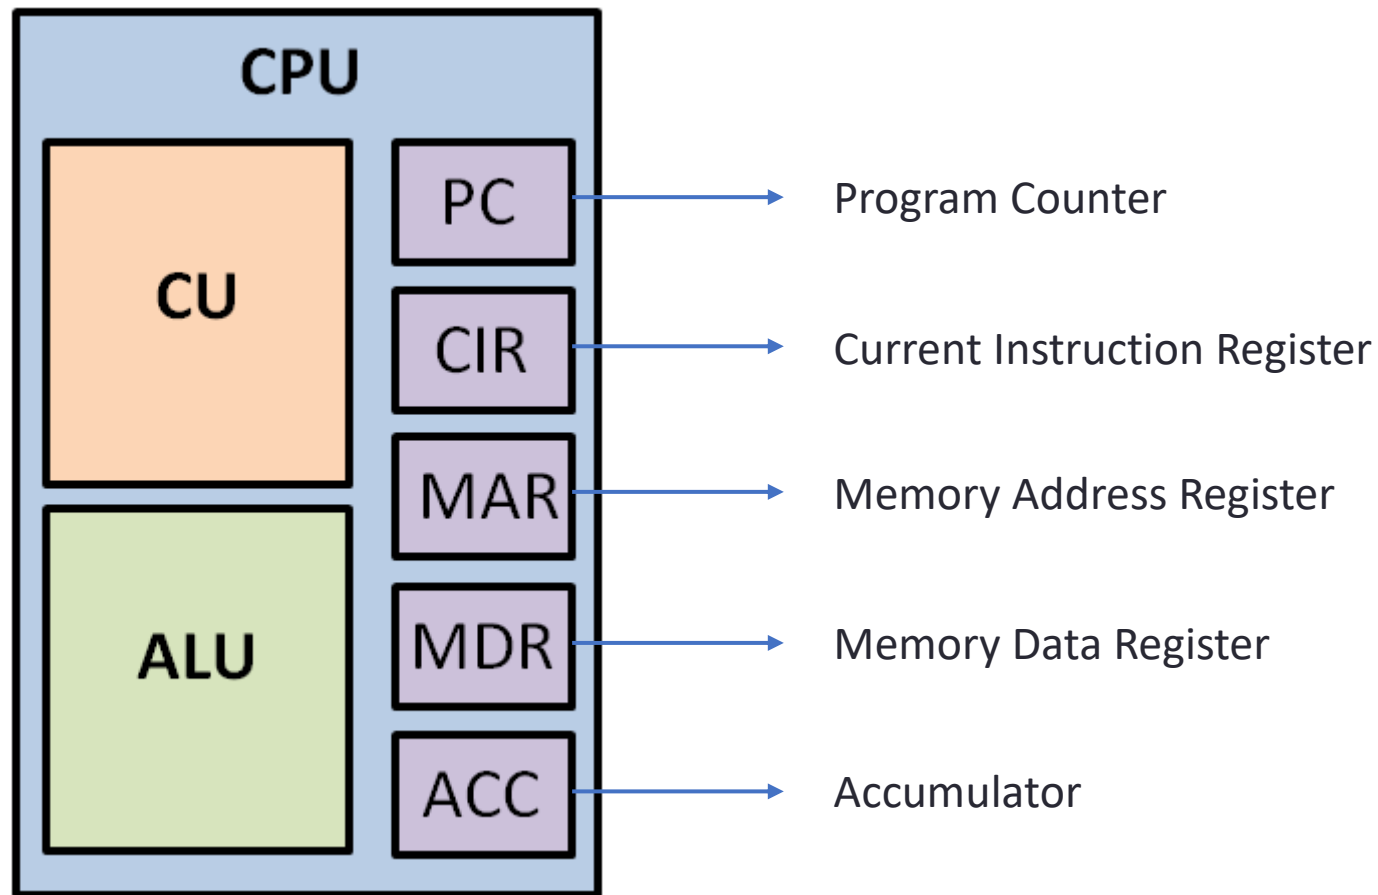 CPU
CU
ALU
PC
Program Counter
CIR
Current Instruction Register
MAR
Memory Address Register
MDR
Memory Data Register
ACC
Accumulator